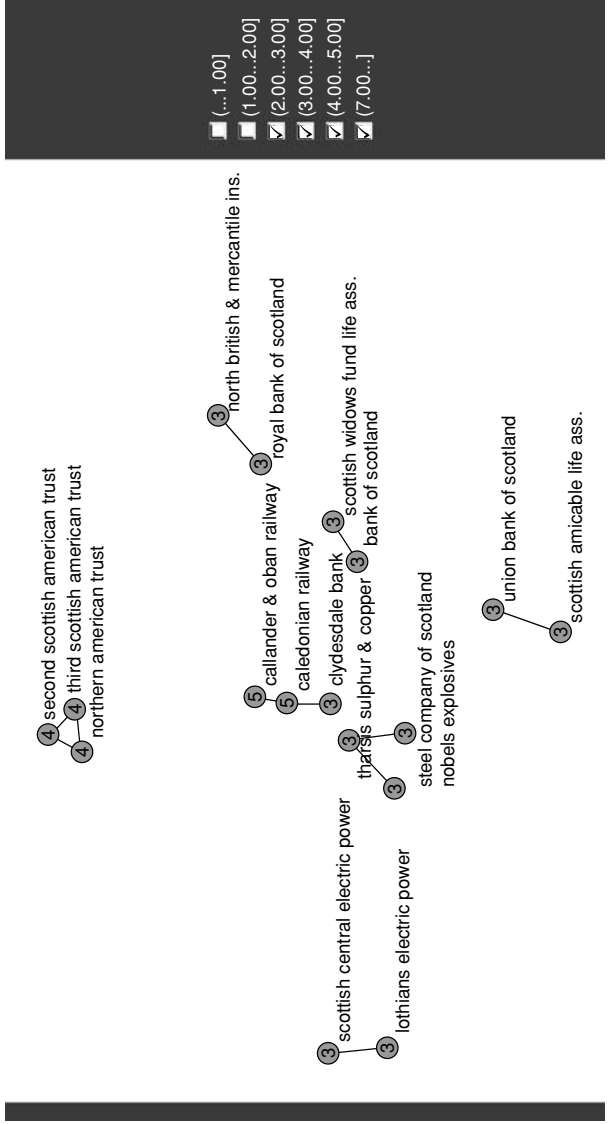 4 second scottish american trust
4 third scottish american trust
4 northern american trust
3 north british & mercantile ins.
5 callander & oban railway
3 royal bank of scotland
5 caledonian railway
3 scottish central electric power
3 clydesdale bank
3 scottish widows fund life ass.
3 tharsis sulphur & copper
3 bank of scotland
3 lothians electric power
3 steel company of scotland
3 nobels explosives
3 union bank of scotland
3 scottish amicable life ass.
(...1.00]
(1.00...2.00]
(2.00...3.00]
(3.00...4.00]
(4.00...5.00]
(7.00...]